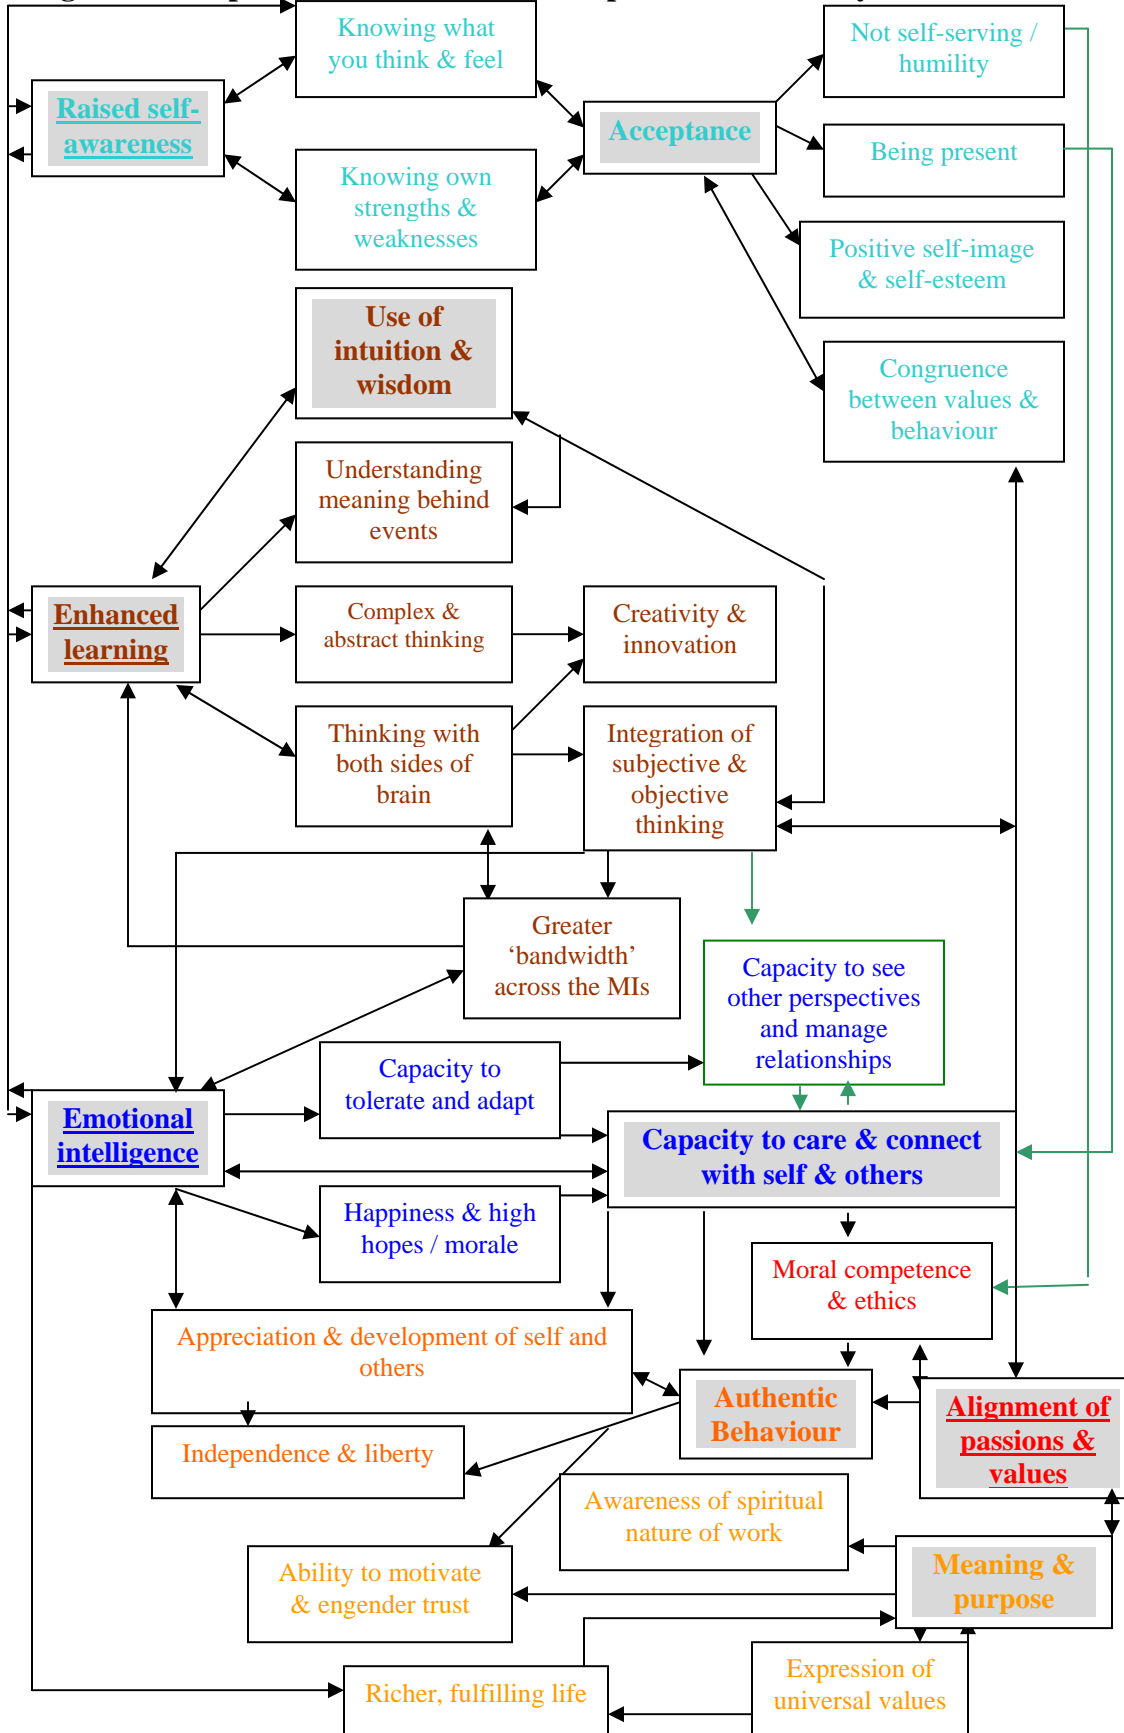 Knowing what
you think & feel
Not self-serving /
humility
Raised self-
awareness
Acceptance
Being present
Knowing own
strengths &
weaknesses
Positive self-image
& self-esteem
Use of
intuition &
wisdom
Congruence
between values &
behaviour
Understanding
meaning behind
events
Enhanced
learning
Complex &
abstract thinking
Creativity &
innovation
Thinking with
both sides of
brain
Integration of
subjective &
objective
thinking
Greater
‘bandwidth’
across the MIs
Capacity to see
other perspectives
and manage
relationships
Capacity to
tolerate and adapt
Emotional
intelligence
Capacity to care & connect
with self & others
Happiness & high
hopes / morale
Moral competence
& ethics
Appreciation & development of self and
others
Authentic
Behaviour
Alignment of
passions &
values
Independence & liberty
Awareness of spiritual
nature of work
Ability to motivate
& engender trust
Meaning &
purpose
Richer, fulfilling life
Expression of
universal values